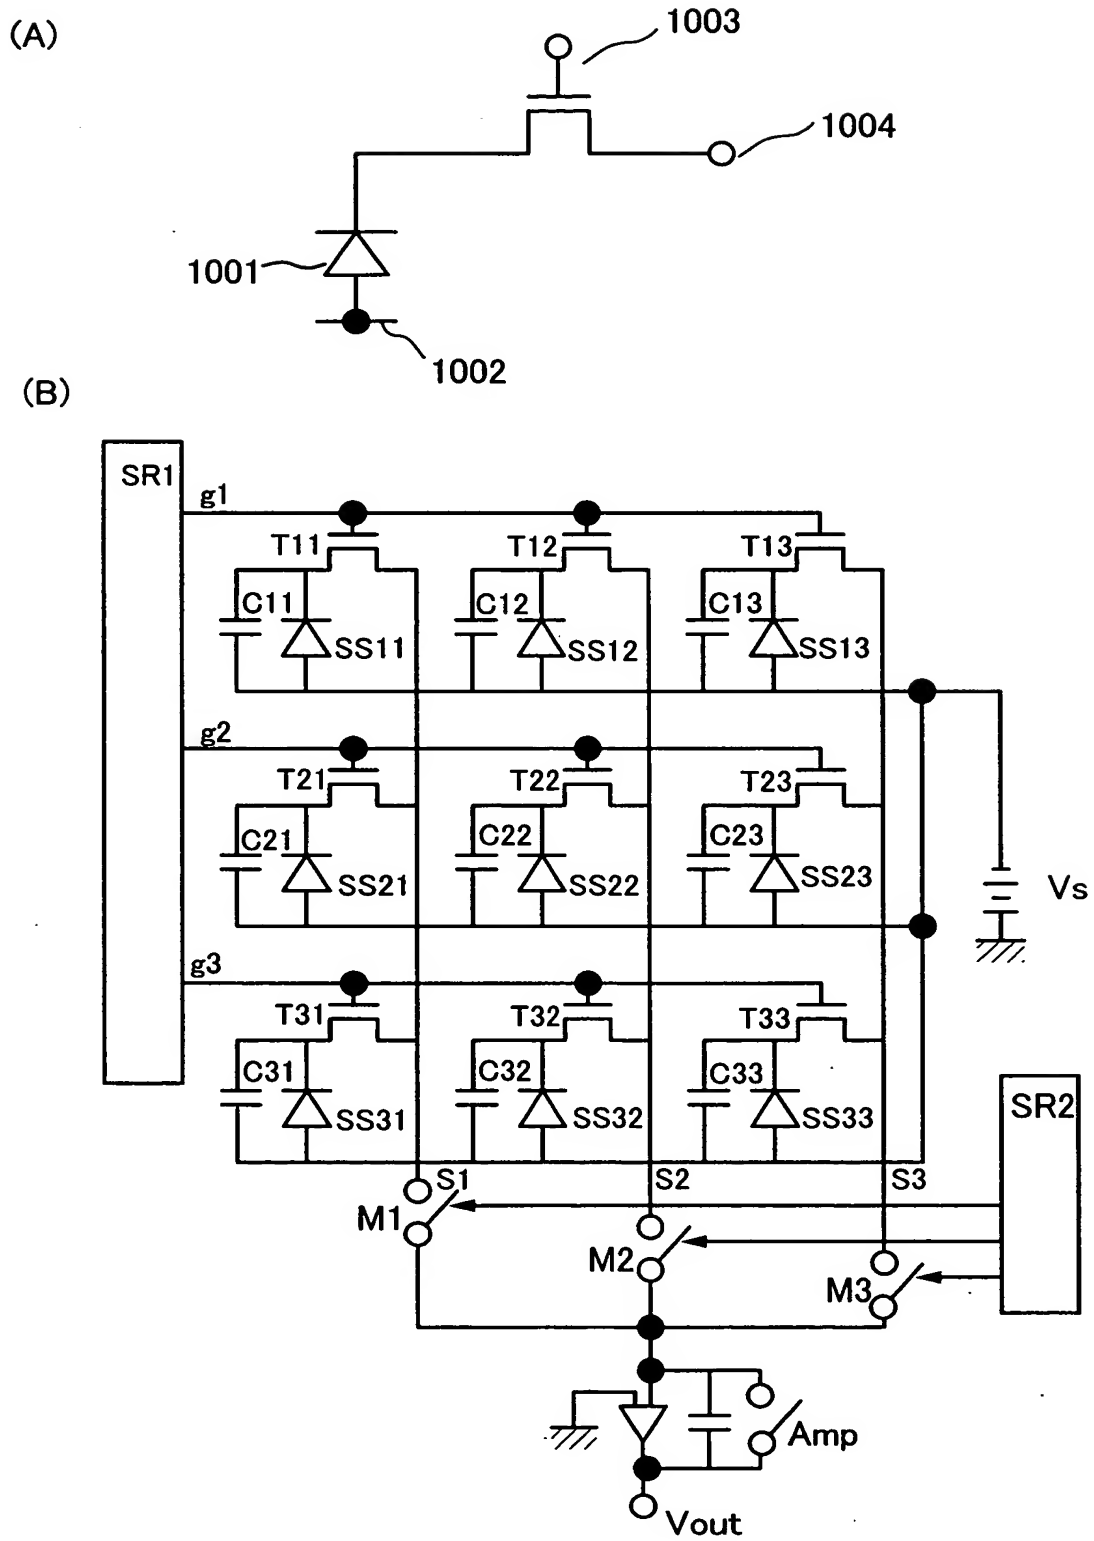 (A)
1003
1004
1001
1002
(B)
SR1
g1
T11
T12
T13
C11
C12
C13
SS11
SS12
SS13
g2
T21
T22
T23
C21
C22
C23
SS21
SS22
SS23
Vs
g3
T31
T32
T33
C31
C32
C33
SS31
SS32
SS33
SR2
S1
S2
S3
M1
M2
M3
Amp
Vout